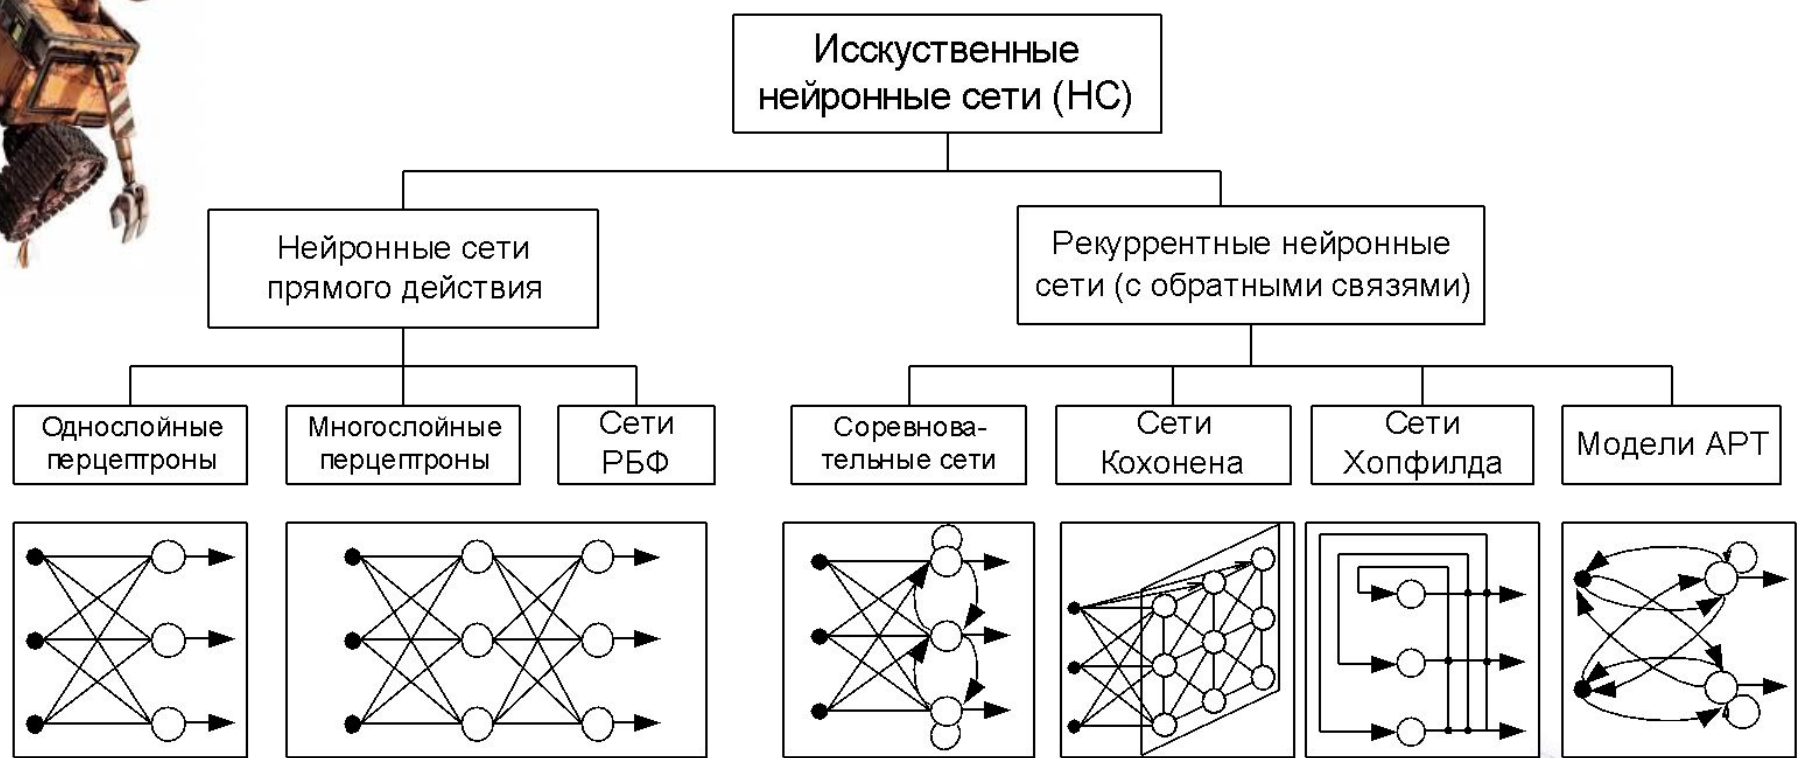 Исскуственные
нейронные сети (НС)
Нейронные сети
прямого действия
Рекуррентные нейронные
сети (с обратными связями)
Однослойные
перцептроны
Многослойные
перцептроны
Сети
РБФ
Соревнова-
тельные сети
Сети
Кохонена
Сети
Хопфилда
Модели АРТ